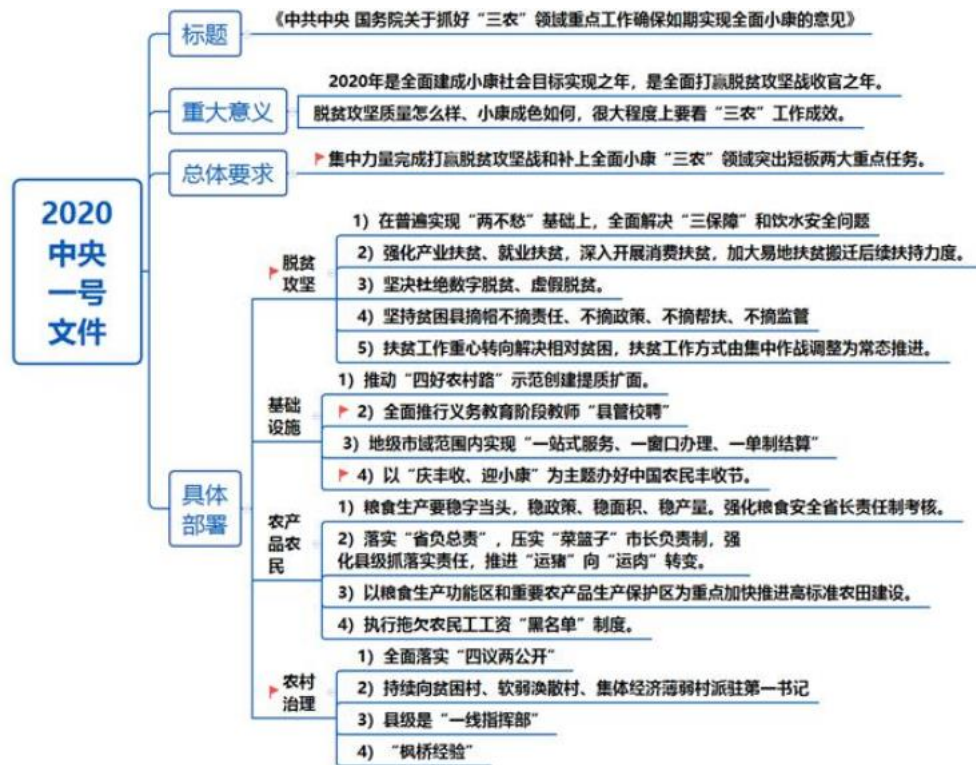 2020
中央
一号
文件
标题
《中共中央 国务院关于抓好“三农”领域重点工作确保如期实现全面小康的意见》
重大意义
2020年是全面建成小康社会目标实现之年，是全面打赢脱贫攻坚战收官之年。
脱贫攻坚质量怎么样、小康成色如何，很大程度上要看“三农”工作成效。
总体要求
集中力量完成打赢脱贫攻坚战和补上全面小康“三农”领域突出短板两大重点任务。
具体
部署
脱贫
攻坚
1）在普遍实现“两不愁”基础上，全面解决“三保障”和饮水安全问题
2）强化产业扶贫、就业扶贫，深入开展消费扶贫，加大易地扶贫搬迁后续扶持力度。
3）坚决杜绝数字脱贫、虚假脱贫。
4）坚持贫困县摘帽不摘责任、不摘政策、不摘帮扶、不摘监管
5）扶贫工作重心转向解决相对贫困，扶贫工作方式由集中作战调整为常态推进。
基础
设施
1）推动“四好农村路”示范创建提质扩面。
2）全面推行义务教育阶段教师“县管校聘”
3）地级市域范围内实现“一站式服务、一窗口办理、一单制结算”
4）以“庆丰收、迎小康”为主题办好中国农民丰收节。
农产
品农
民
1）粮食生产要稳字当头，稳政策、稳面积、稳产量。强化粮食安全省长责任制考核。
2）落实“省负总责”，压实“菜篮子”市长负责制，强
化县级抓落实责任，推进“运猪”向“运肉”转变。
3）以粮食生产功能区和重要农产品生产保护区为重点加快推进高标准农田建设。
4）执行拖欠农民工工资“黑名单”制度。
农村
治理
1）全面落实“四议两公开”
2）持续向贫困村、软弱涣散村、集体经济薄弱村派驻第一书记
3）县级是“一线指挥部”
4）“枫桥经验”